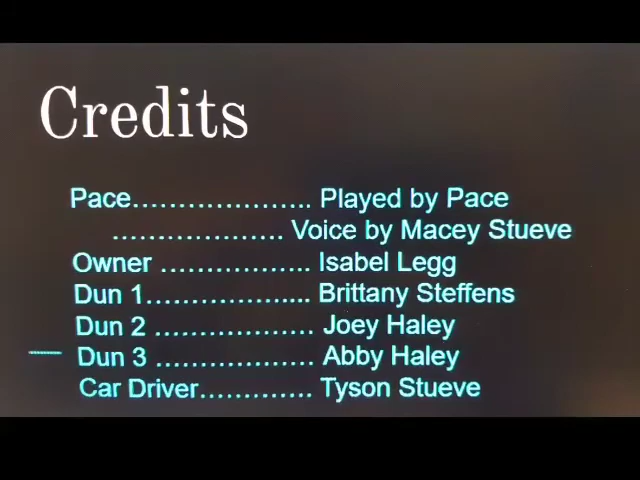 Credits
Pace………………... Played by Pace
………………. Voice by Macey Stueve
Owner …………….. Isabel Legg
Dun 1……………... Brittany Steffens
Dun 2 ……………… Joey Haley
Dun 3 ……………… Abby Haley
Car Driver…………. Tyson Stueve